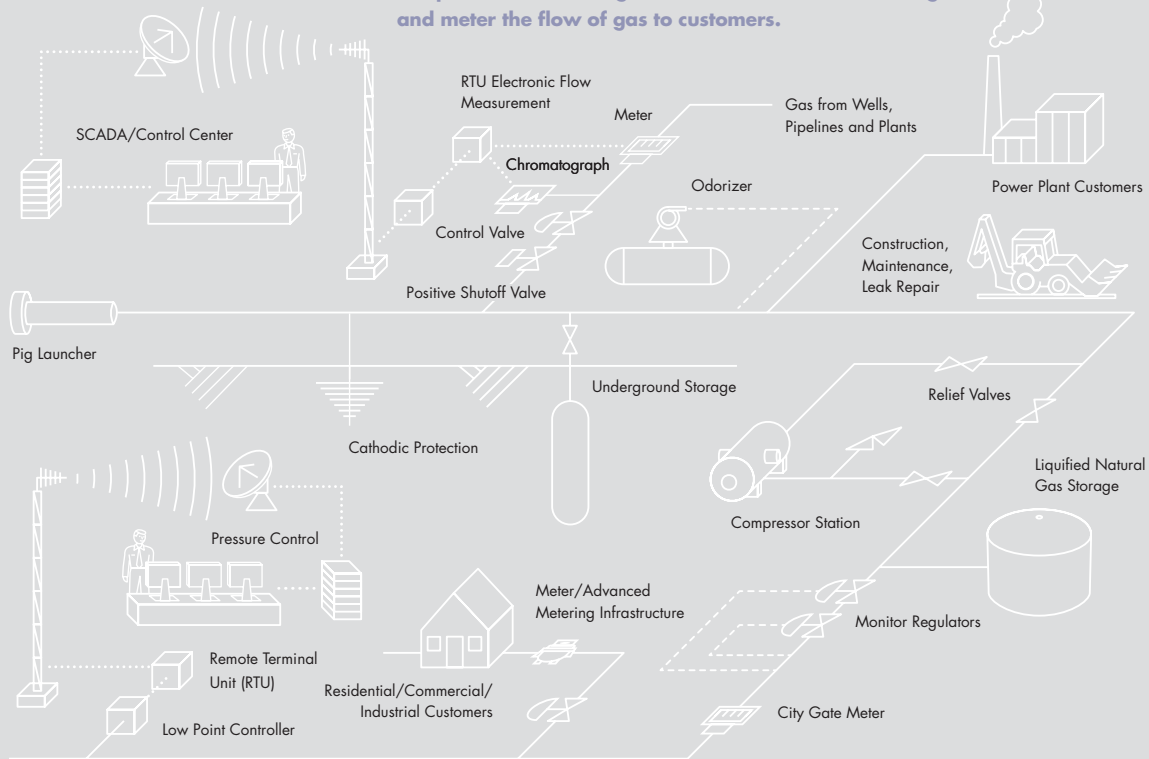 and meter the flow of gas to customers.
RTU Electronic Flow
Measurement
Meter
Gas from Wells,
Pipelines and Plants
SCADA/Control Center
Chromatograph
Odorizer
Power Plant Customers
Control Valve
Construction,
Maintenance,
Leak Repair
Positive Shutoff Valve
Pig Launcher
Underground Storage
Relief Valves
Cathodic Protection
Liquified Natural
Gas Storage
Compressor Station
Pressure Control
Meter/Advanced
Metering Infrastructure
Monitor Regulators
Remote Terminal
Unit (RTU)
Residential/Commercial/
Industrial Customers
City Gate Meter
Low Point Controller